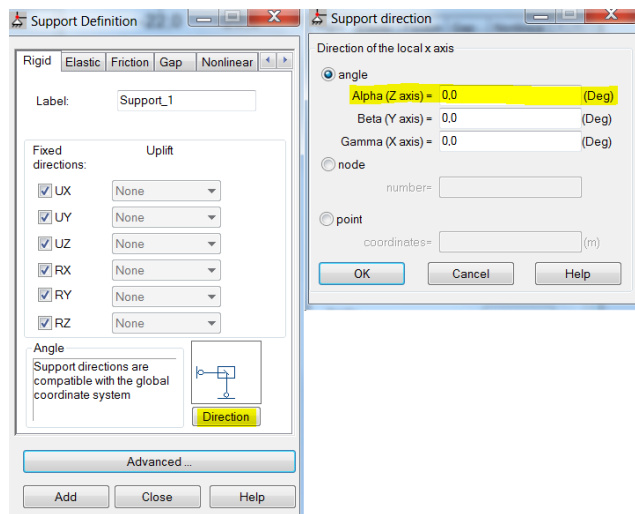 Support Definition
Rigid Elastic Friction Gap Nonlinear
Label: Support_1
Fixed directions: Uplift
UX None
UY None
UZ None
RX None
RY None
RZ None
Angle
Support directions are
compatible with the global
coordinate system
Direction
Advanced ...
Add Close Help
Support direction
Direction of the local x axis
angle
Alpha (Z axis) = 0,0 (Deg)
Beta (Y axis) = 0,0 (Deg)
Gamma (X axis) = 0,0 (Deg)
node
number=
point
coordinates= (m)
OK Cancel Help